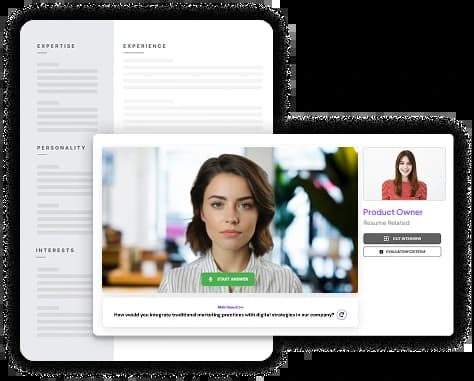 EXPERTISE
EXPERIENCE
PERSONALITY
INTERESTS
START ANSWER
Main Question
How would you integrate traditional marketing practices with digital strategies in our company?
Product Owner
Resume Related
EXIT INTERVIEW
EVALUATION CRITERIA